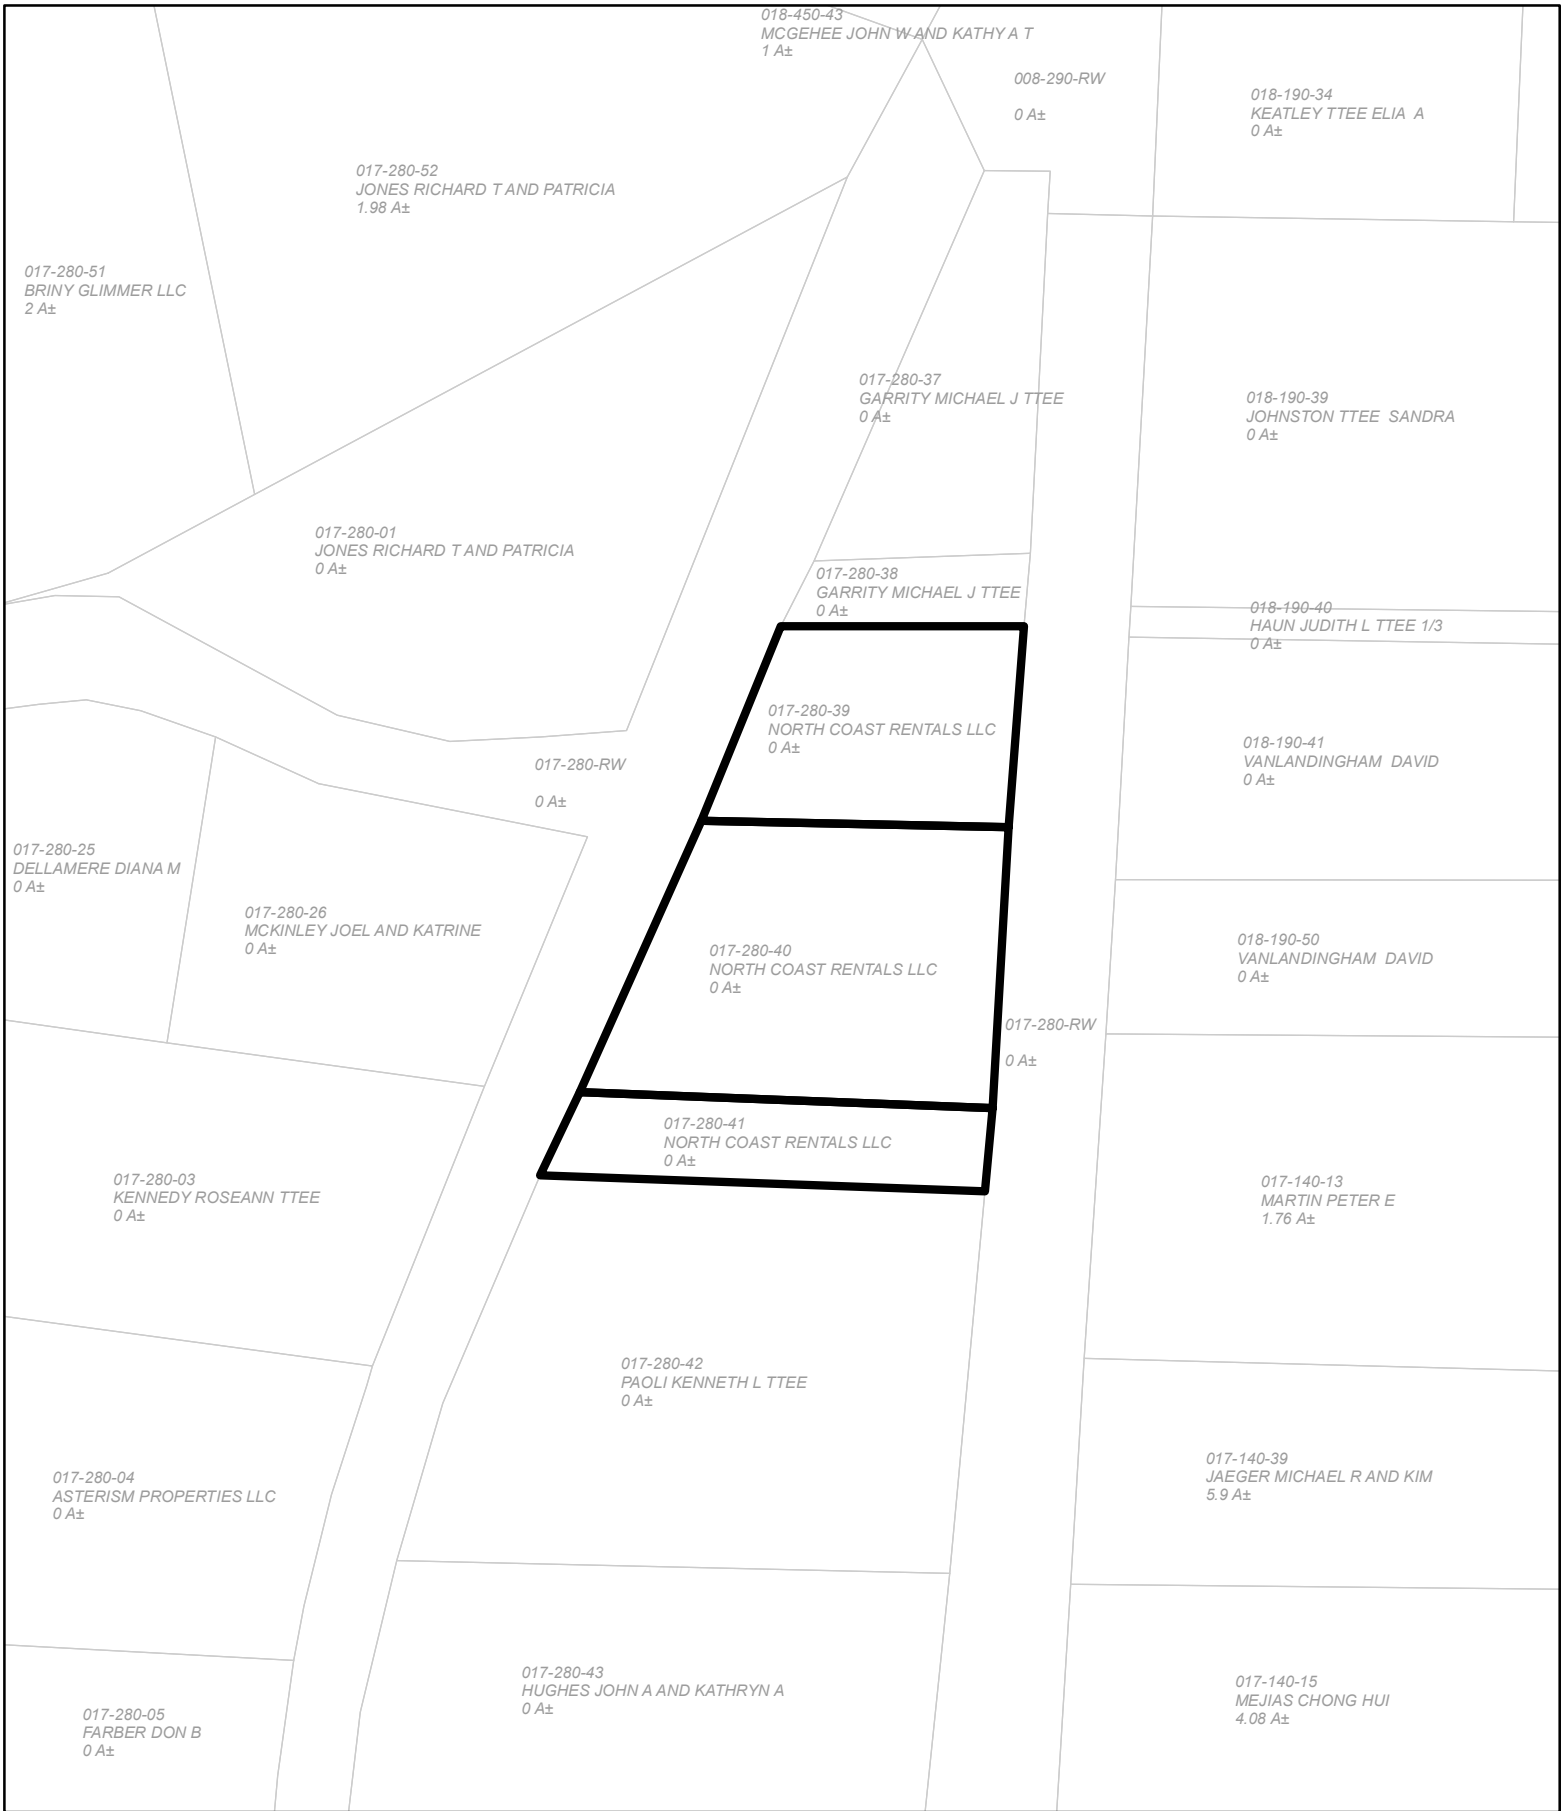 018-450-43
MCGEHEE JOHN W AND KATHY A T
1 A±
008-290-RW
0 A±
018-190-34
KEATLEY TTEE ELIA  A
0 A±
017-280-52
JONES RICHARD T AND PATRICIA
1.98 A±
017-280-51
BRINY GLIMMER LLC
2 A±
017-280-37
GARRITY MICHAEL J TTEE
0 A±
018-190-39
JOHNSTON TTEE  SANDRA
0 A±
017-280-01
JONES RICHARD T AND PATRICIA
0 A±
017-280-38
GARRITY MICHAEL J TTEE
0 A±
018-190-40
HAUN JUDITH L TTEE 1/3
0 A±
017-280-39
NORTH COAST RENTALS LLC
0 A±
018-190-41
VANLANDINGHAM  DAVID
0 A±
017-280-RW
0 A±
017-280-25
DELLAMERE DIANA M
0 A±
017-280-26
MCKINLEY JOEL AND KATRINE
0 A±
017-280-40
NORTH COAST RENTALS LLC
0 A±
018-190-50
VANLANDINGHAM  DAVID
0 A±
017-280-RW
0 A±
017-280-41
NORTH COAST RENTALS LLC
0 A±
017-280-03
KENNEDY ROSEANN TTEE
0 A±
017-140-13
MARTIN PETER E
1.76 A±
017-280-42
PAOLI KENNETH L TTEE
0 A±
017-280-04
ASTERISM PROPERTIES LLC
0 A±
017-140-39
JAEGER MICHAEL R AND KIM
5.9 A±
017-280-43
HUGHES JOHN A AND KATHRYN A
0 A±
017-140-15
MEJIAS CHONG HUI
4.08 A±
017-280-05
FARBER DON B
0 A±